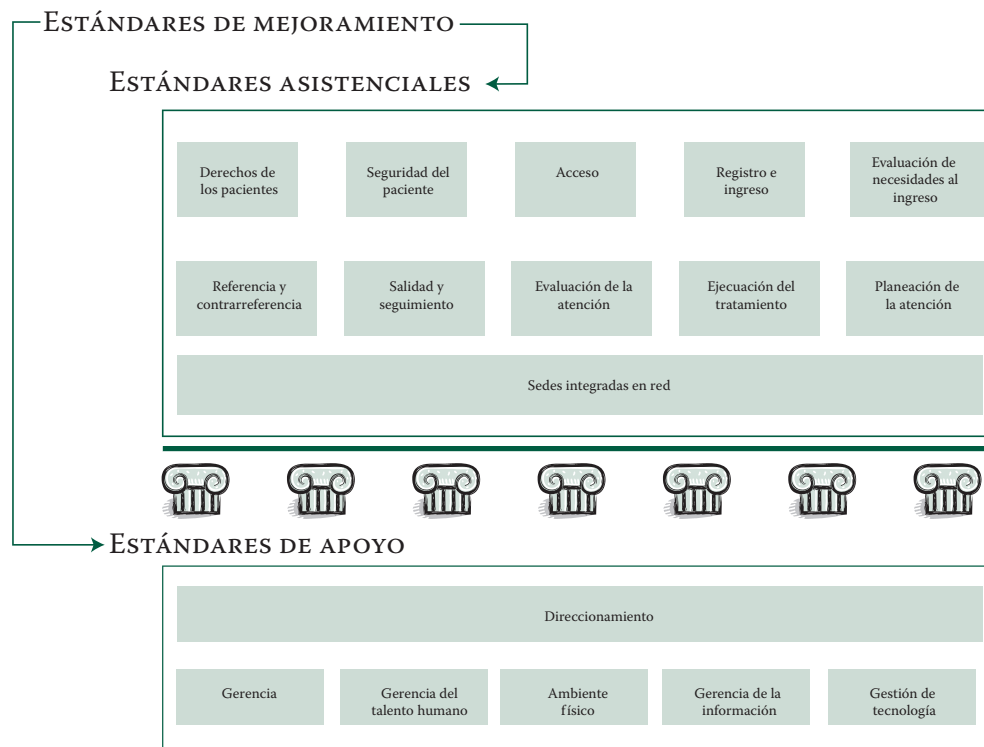 ESTÁNDARES DE MEJORAMIENTO
ESTÁNDARES ASISTENCIALES
Derechos de
los pacientes
Seguridad del
paciente
Acceso
Registro e
ingreso
Evaluación de
necesidades al
ingreso
Referencia y
contrarreferencia
Salidad y
seguimiento
Evaluación de la
atención
Ejecuación del
tratamiento
Planeación de
la atención
Sedes integradas en red
ESTÁNDARES DE APOYO
Direccionamiento
Gerencia
Gerencia del
talento humano
Ambiente
físico
Gerencia de la
información
Gestión de
tecnología